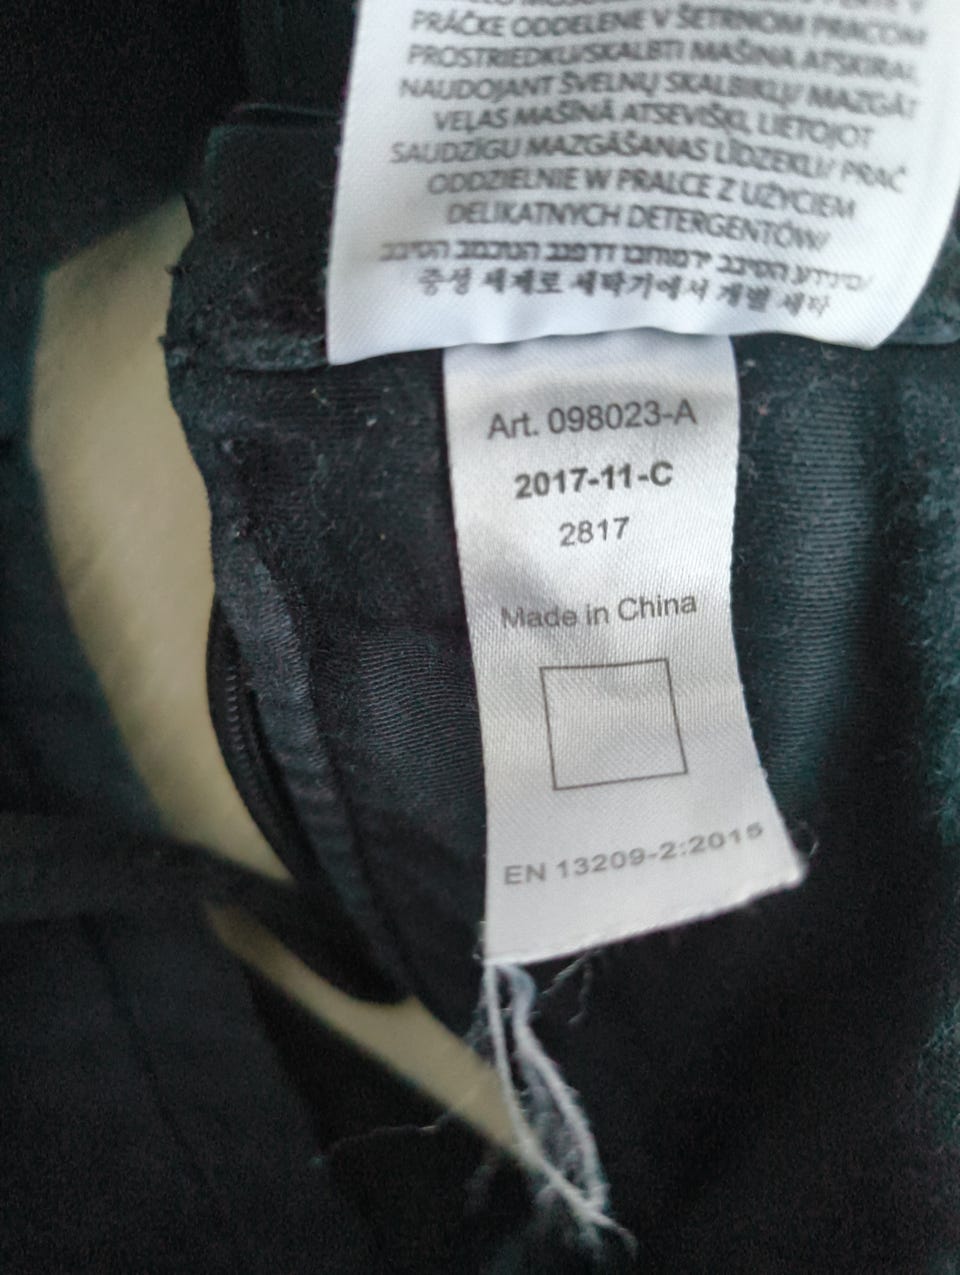 PRÁČKE ODDELENE V ŠETRNOM PRACOM
PROSTRIEDKU/SKALBTI MAŠINA ATSKIRAI,
NAUDOJANT ŠVELNŲ SKALBIKLĮ/ MAZGĀT
VEĻAS MAŠĪNĀ ATSEVIŠĶI, LIETOJOT
SAUDZĪGU MAZGĀŠANAS LĪDZEKLI/ PRAĆ
ODDZIELNIE W PRALCE Z UŻYCIEM
DELIKATNYCH DETERGENTÓW/
중성 세제로 세탁기에서 개별 세탁
Art. 098023-A
2017-11-C
2817
Made in China
EN 13209-2:2015